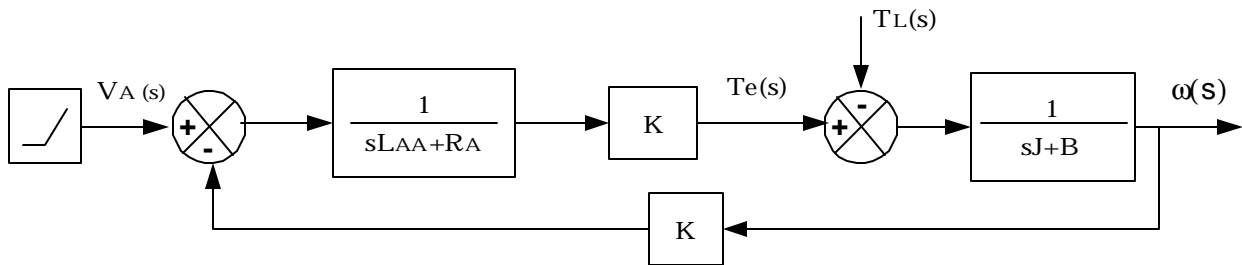 TL(s)
VA (s)
+
-
1
sLAA+RA
K
Te(s)
-
+
1
sJ+B
ω(s)
K